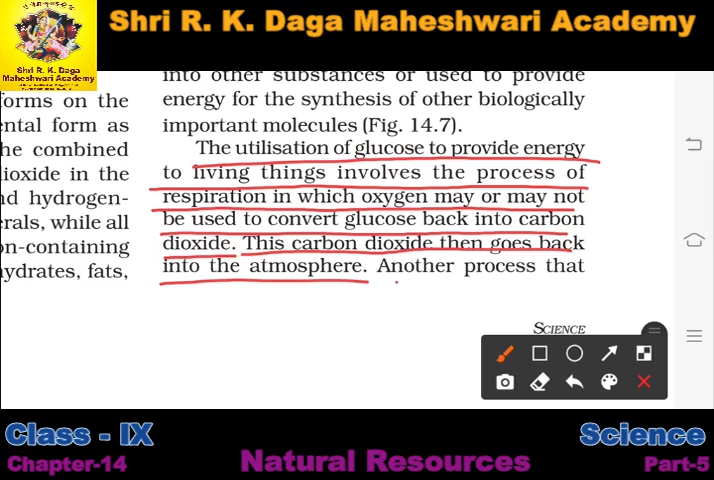 Shri R. K. Daga Maheshwari Academy
Shri R. K. Daga
Maheshwari Academy
forms on the
ental form as
he combined
dioxide in the
nd hydrogen-
erals, while all
on-containing
hydrates, fats,
into other substances or used to provide
energy for the synthesis of other biologically
important molecules (Fig. 14.7).
The utilisation of glucose to provide energy
to living things involves the process of
respiration in which oxygen may or may not
be used to convert glucose back into carbon
dioxide. This carbon dioxide then goes back
into the atmosphere. Another process that
SCIENCE
Class - IX
Science
Chapter-14
Natural Resources
Part-5